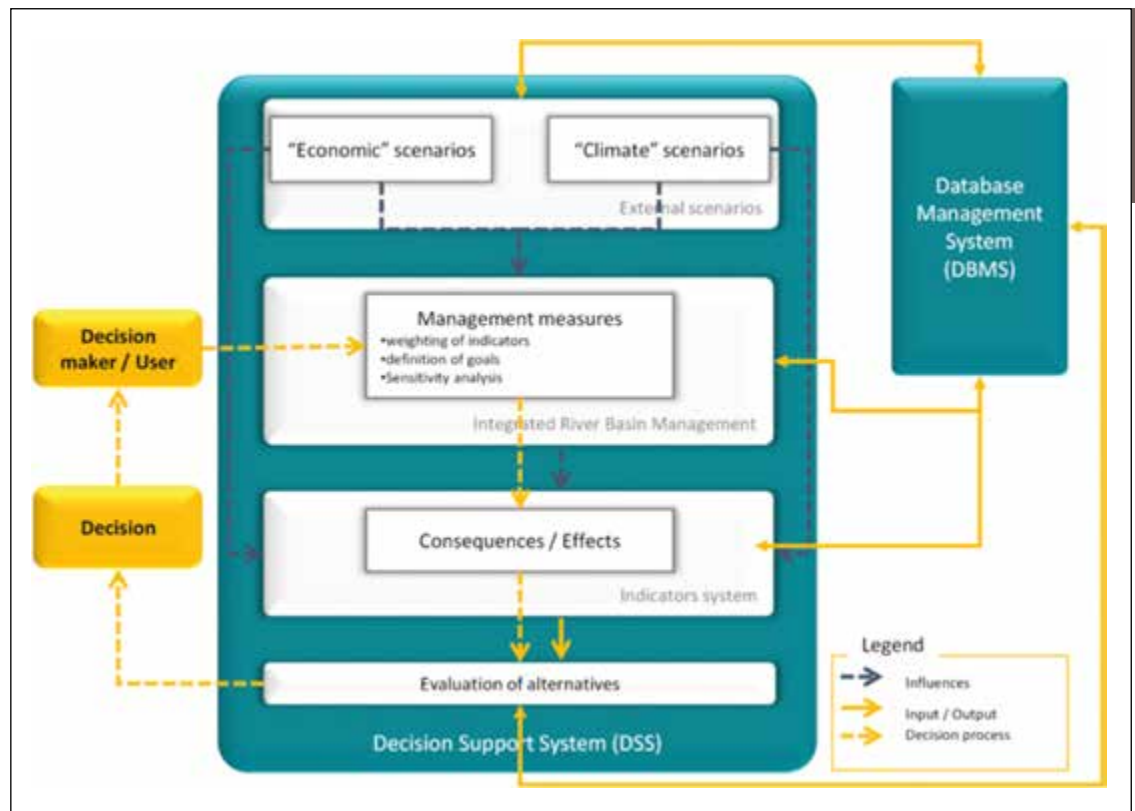 "Economic" scenarios
"Climate" scenarios
External scenarios
Database
Management
System
(DBMS)
Management measures
•weighting of indicators
•definition of goals
•Sensitivity analysis
Integrated River Basin Management
Decision
maker / User
Decision
Consequences / Effects
Indicators system
Evaluation of alternatives
Decision Support System (DSS)
Legend
Influences
Input / Output
Decision process